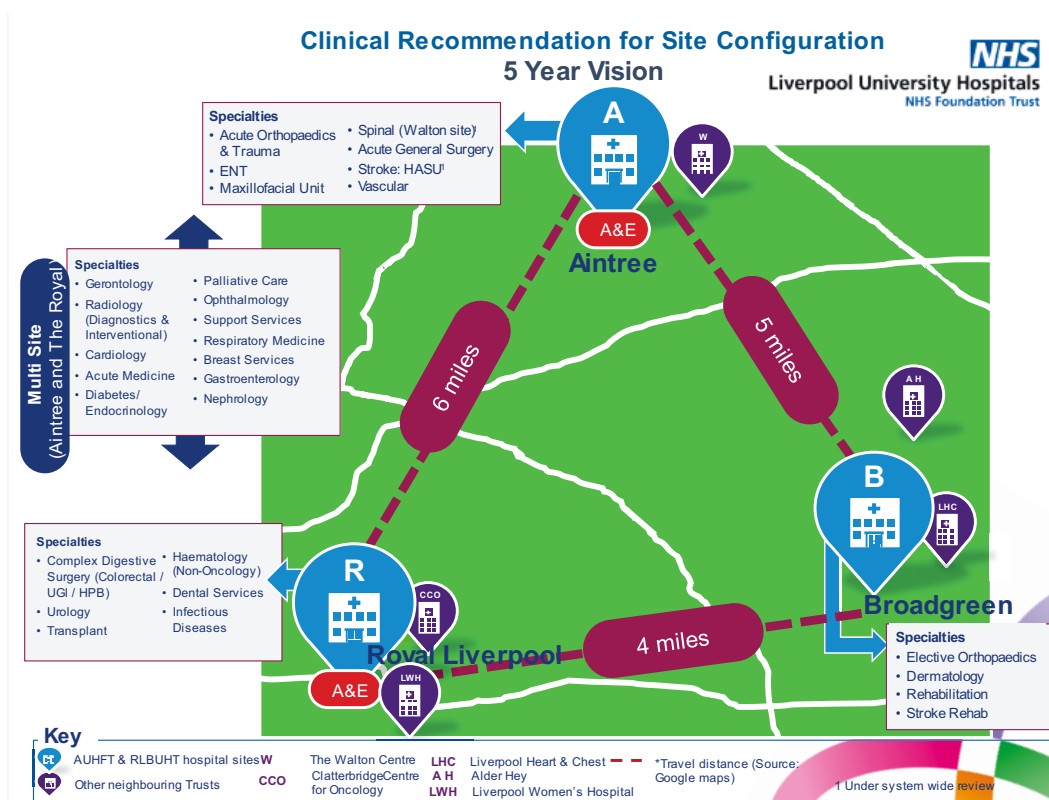 Clinical Recommendation for Site Configuration
5 Year Vision
NHS
Liverpool University Hospitals
NHS Foundation Trust
Specialties
• Acute Orthopaedics
& Trauma
• ENT
• Maxillofacial Unit
• Spinal (Walton site)¹
• Acute General Surgery
• Stroke: HASU¹
• Vascular
A
W
A&E
Aintree
Multi Site
(Aintree and The Royal)
Specialties
• Gerontology
• Radiology
(Diagnostics &
Interventional)
• Cardiology
• Acute Medicine
• Diabetes/
Endocrinology
• Palliative Care
• Ophthalmology
• Support Services
• Respiratory Medicine
• Breast Services
• Gastroenterology
• Nephrology
6 miles
5 miles
A H
B
LHC
Broadgreen
Specialties
• Complex Digestive
Surgery (Colorectal /
UGI / HPB)
• Urology
• Transplant
• Haematology
(Non-Oncology)
• Dental Services
• Infectious
Diseases
R
CCO
Royal Liverpool
A&E
LWH
4 miles
Specialties
• Elective Orthopaedics
• Dermatology
• Rehabilitation
• Stroke Rehab
Key
AUHFT & RLBUHT hospital sites
Other neighbouring Trusts
W The Walton Centre
CCO ClatterbridgeCentre
for Oncology
LHC Liverpool Heart & Chest
A H Alder Hey
LWH Liverpool Women's Hospital
*Travel distance (Source:
Google maps)
1 Under system wide review